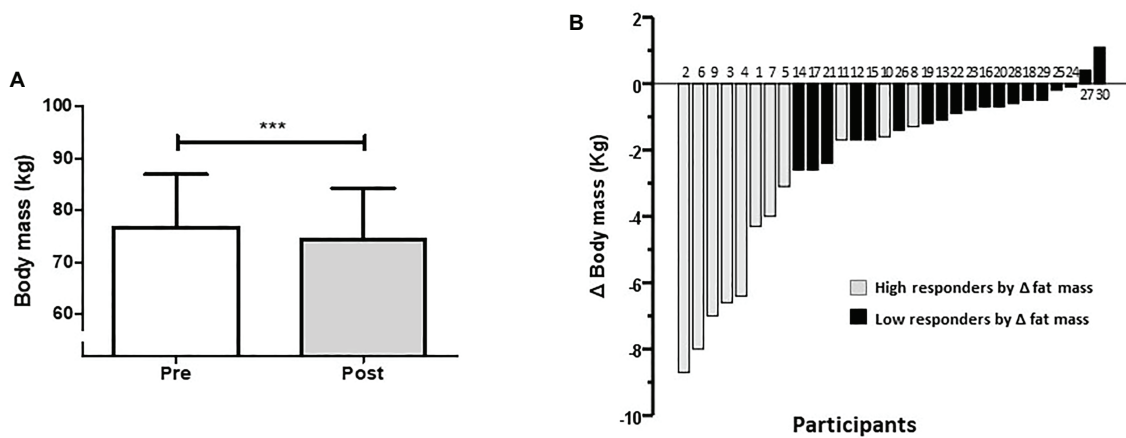 A
Body mass (kg)
100
90
80
70
60
***
Pre
Post
B
Δ Body mass (Kg)
2
0
-2
-4
-6
-8
-10
2 6 9 3 4 1 7 5 14 17 21 11 12 15 10 26 8 19 13 22 23 16 20 28 18 29 25 24
27 30
High responders by Δ fat mass
Low responders by Δ fat mass
Participants